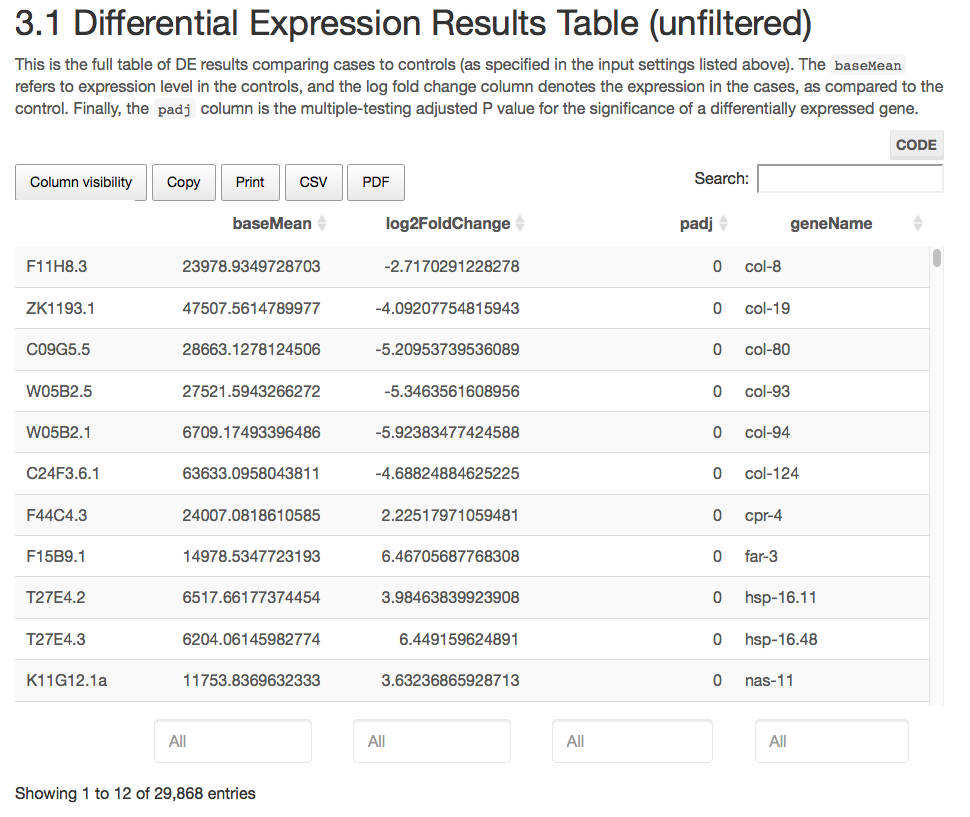 3.1 Differential Expression Results Table (unfiltered)
This is the full table of DE results comparing cases to controls (as specified in the input settings listed above). The baseMean
refers to expression level in the controls, and the log fold change column denotes the expression in the cases, as compared to the
control. Finally, the padj column is the multiple-testing adjusted P value for the significance of a differentially expressed gene.
CODE
Column visibility Copy Print CSV PDF Search:
baseMean log2FoldChange padj geneName
F11H8.3 23978.9349728703 -2.7170291228278 0 col-8
ZK1193.1 47507.5614789977 -4.09207754815943 0 col-19
C09G5.5 28663.1278124506 -5.20953739536089 0 col-80
W05B2.5 27521.5943266272 -5.3463561608956 0 col-93
W05B2.1 6709.17493396486 -5.92383477424588 0 col-94
C24F3.6.1 63633.0958043811 -4.68824884625225 0 col-124
F44C4.3 24007.0818610585 2.22517971059481 0 cpr-4
F15B9.1 14978.5347723193 6.46705687768308 0 far-3
T27E4.2 6517.66177374454 3.98463839923908 0 hsp-16.11
T27E4.3 6204.06145982774 6.449159624891 0 hsp-16.48
K11G12.1a 11753.8369632333 3.63236865928713 0 nas-11
All All All All
Showing 1 to 12 of 29,868 entries